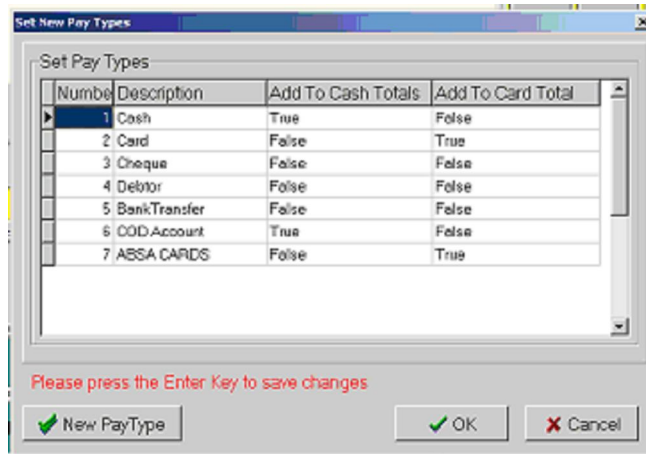 Set New Pay Types
Set Pay Types
Numbe Description Add To Cash Totals Add To Card Total
1 Cash True False
2 Card False True
3 Cheque False False
4 Debtor False False
5 BankTransfer False False
6 COD Account True False
7 ABSA CARDS False True
Please press the Enter Key to save changes
New PayType OK Cancel